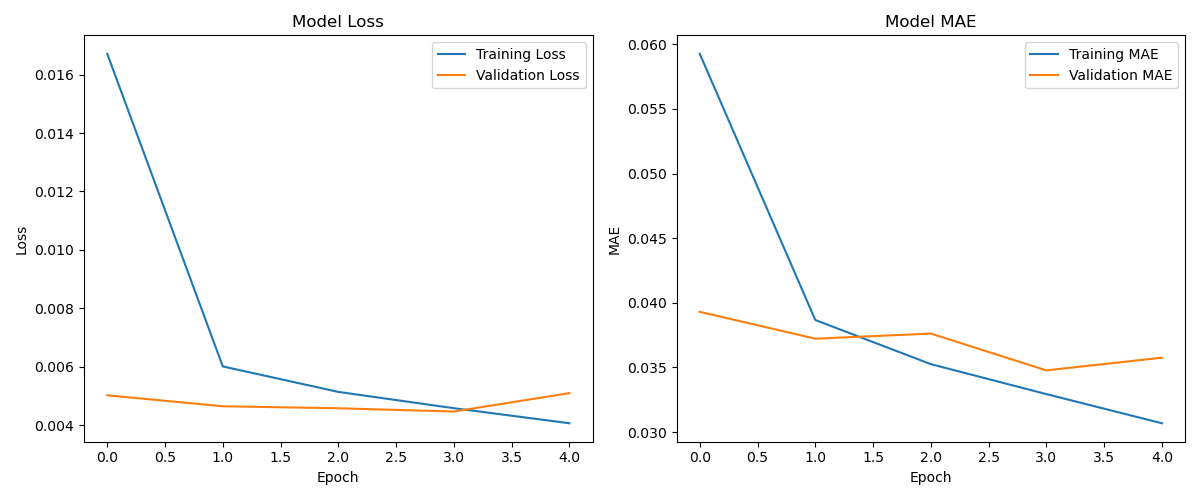 Model Loss
Training Loss
Validation Loss
0.016
0.014
0.012
0.010
0.008
0.006
0.004
Loss
0.0 0.5 1.0 1.5 2.0 2.5 3.0 3.5 4.0
Epoch
Model MAE
Training MAE
Validation MAE
0.060
0.055
0.050
0.045
0.040
0.035
0.030
MAE
0.0 0.5 1.0 1.5 2.0 2.5 3.0 3.5 4.0
Epoch